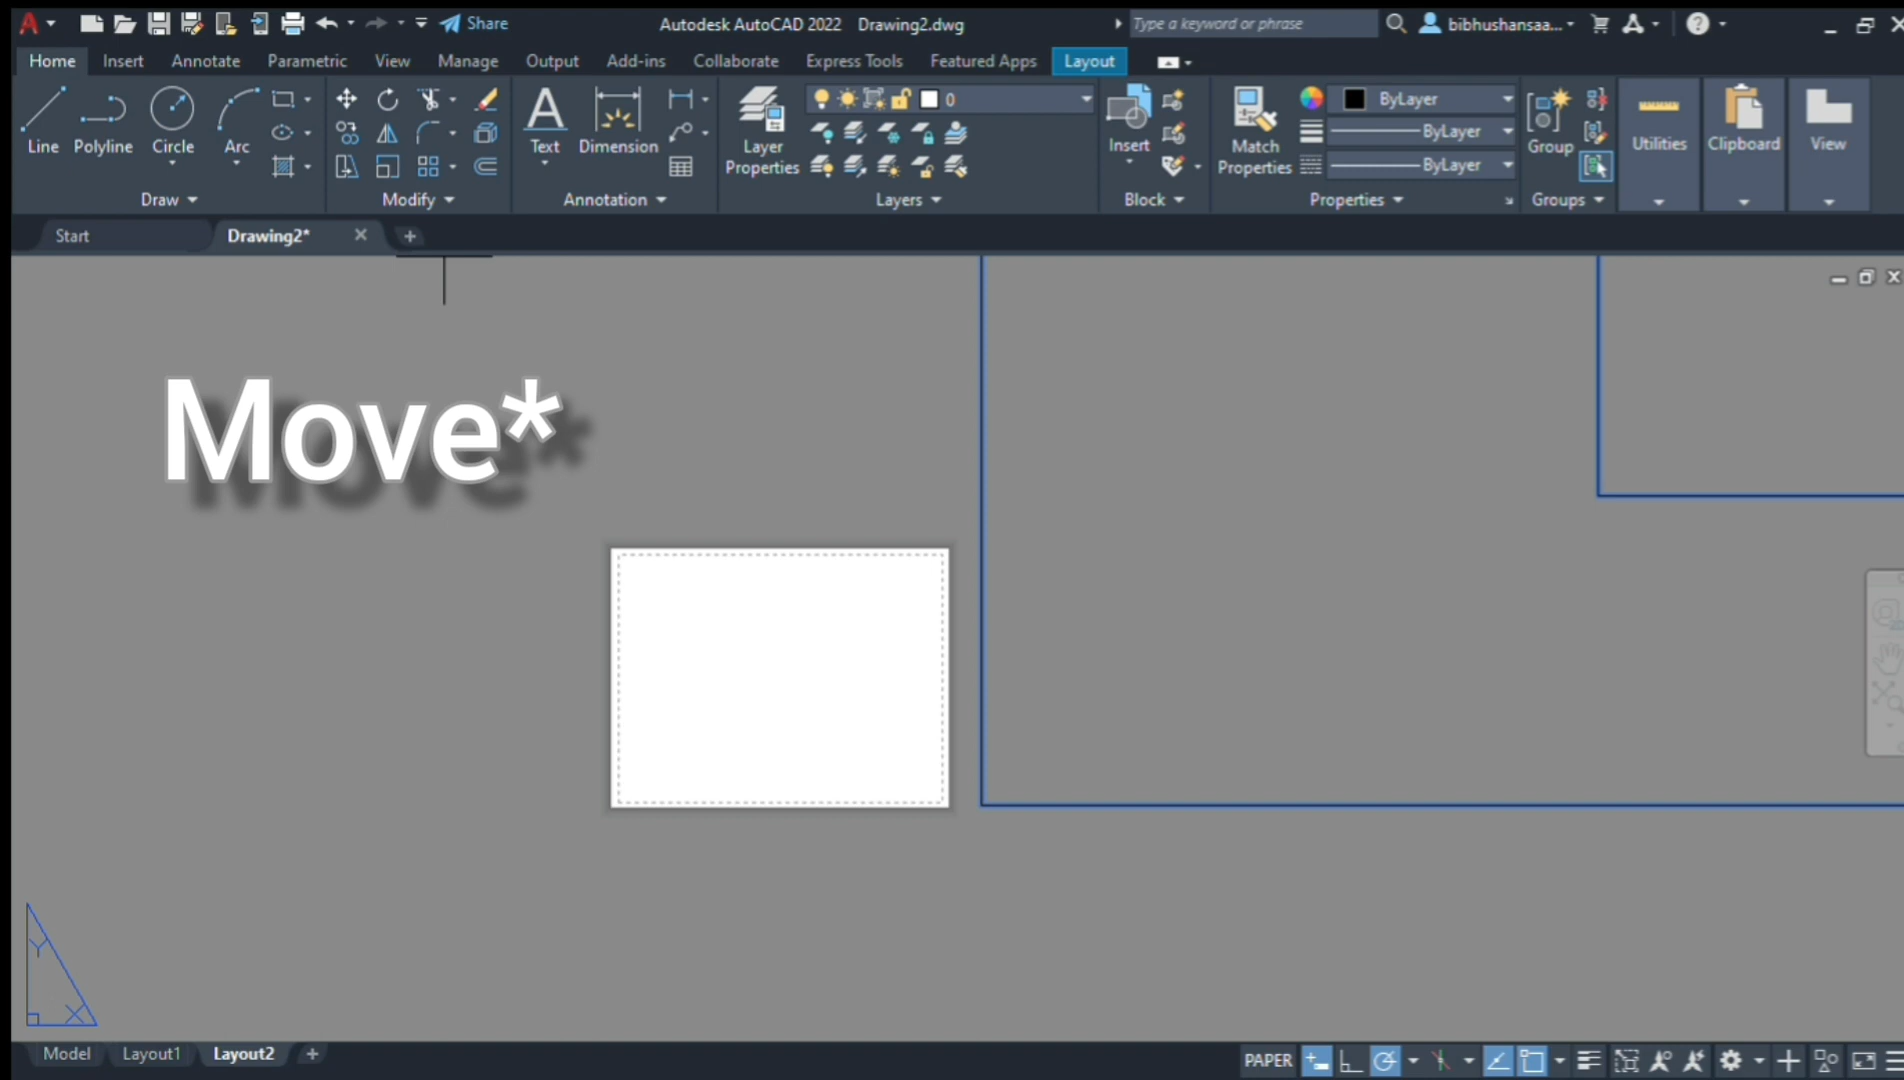 Share
Autodesk AutoCAD 2022 Drawing2.dwg
Type a keyword or phrase
bibhushansaa...
Home Insert Annotate Parametric View Manage Output Add-ins Collaborate Express Tools Featured Apps Layout
0
ByLayer
ByLayer
ByLayer
Line Polyline Circle Arc
A
Text Dimension
Layer
Properties
Insert
Match
Properties
Group
Utilities Clipboard View
Draw Modify Annotation Layers Block Properties Groups
Start Drawing2*
Move*
Y
X
Model Layout1 Layout2
PAPER